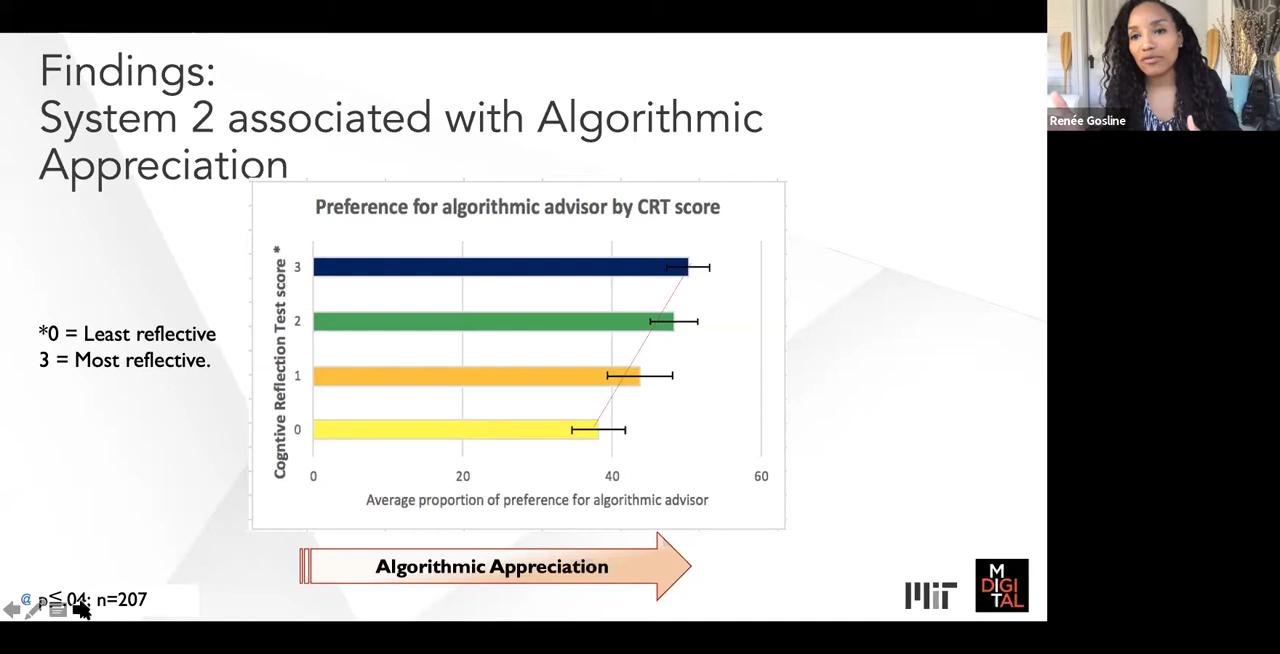 Findings:
System 2 associated with Algorithmic
Appreciation
Preference for algorithmic advisor by CRT score
Cogntive Reflection Test score *
3
2
1
0
0 20 40 60
Average proportion of preference for algorithmic advisor
*0 = Least reflective
3 = Most reflective.
Algorithmic Appreciation
@ p≤.04; n=207
MIT
M
DIGI
TAL
Renée Gosline